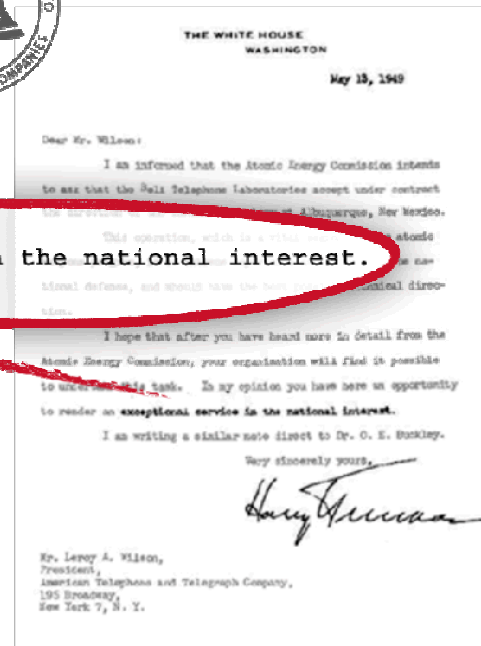 COMPANIES
THE WHITE HOUSE
WASHINGTON
May 13, 1949
Dear Mr. Wilson:
I am informed that the Atomic Energy Commission intends
to ask that the Bell Telephone Laboratories accept under contract
the direction of Albuquerque, New Mexico.
This operation, which is a atomic
the national interest.
tional defense, and should have the technical direc-
tion.
I hope that after you have heard more in detail from the
Atomic Energy Commission, your organization will find it possible
to undertake this task. In my opinion you have here an opportunity
to render an exceptional service in the national interest.
I am writing a similar note direct to Dr. O. E. Buckley.
Very sincerely yours,
Harry Truman
Mr. Leroy A. Wilson,
President,
American Telephone and Telegraph Company,
195 Broadway,
New York 7, N. Y.